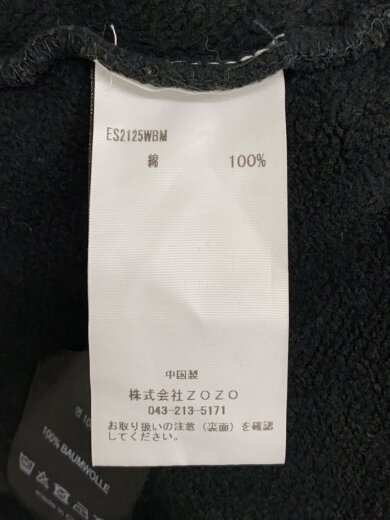 ES2125WBM
綿 100%
中国製
株式会社ZOZO
043-213-5171
お取り扱いの注意(裏面)を確認
してください。
100% BAUMWOLLE